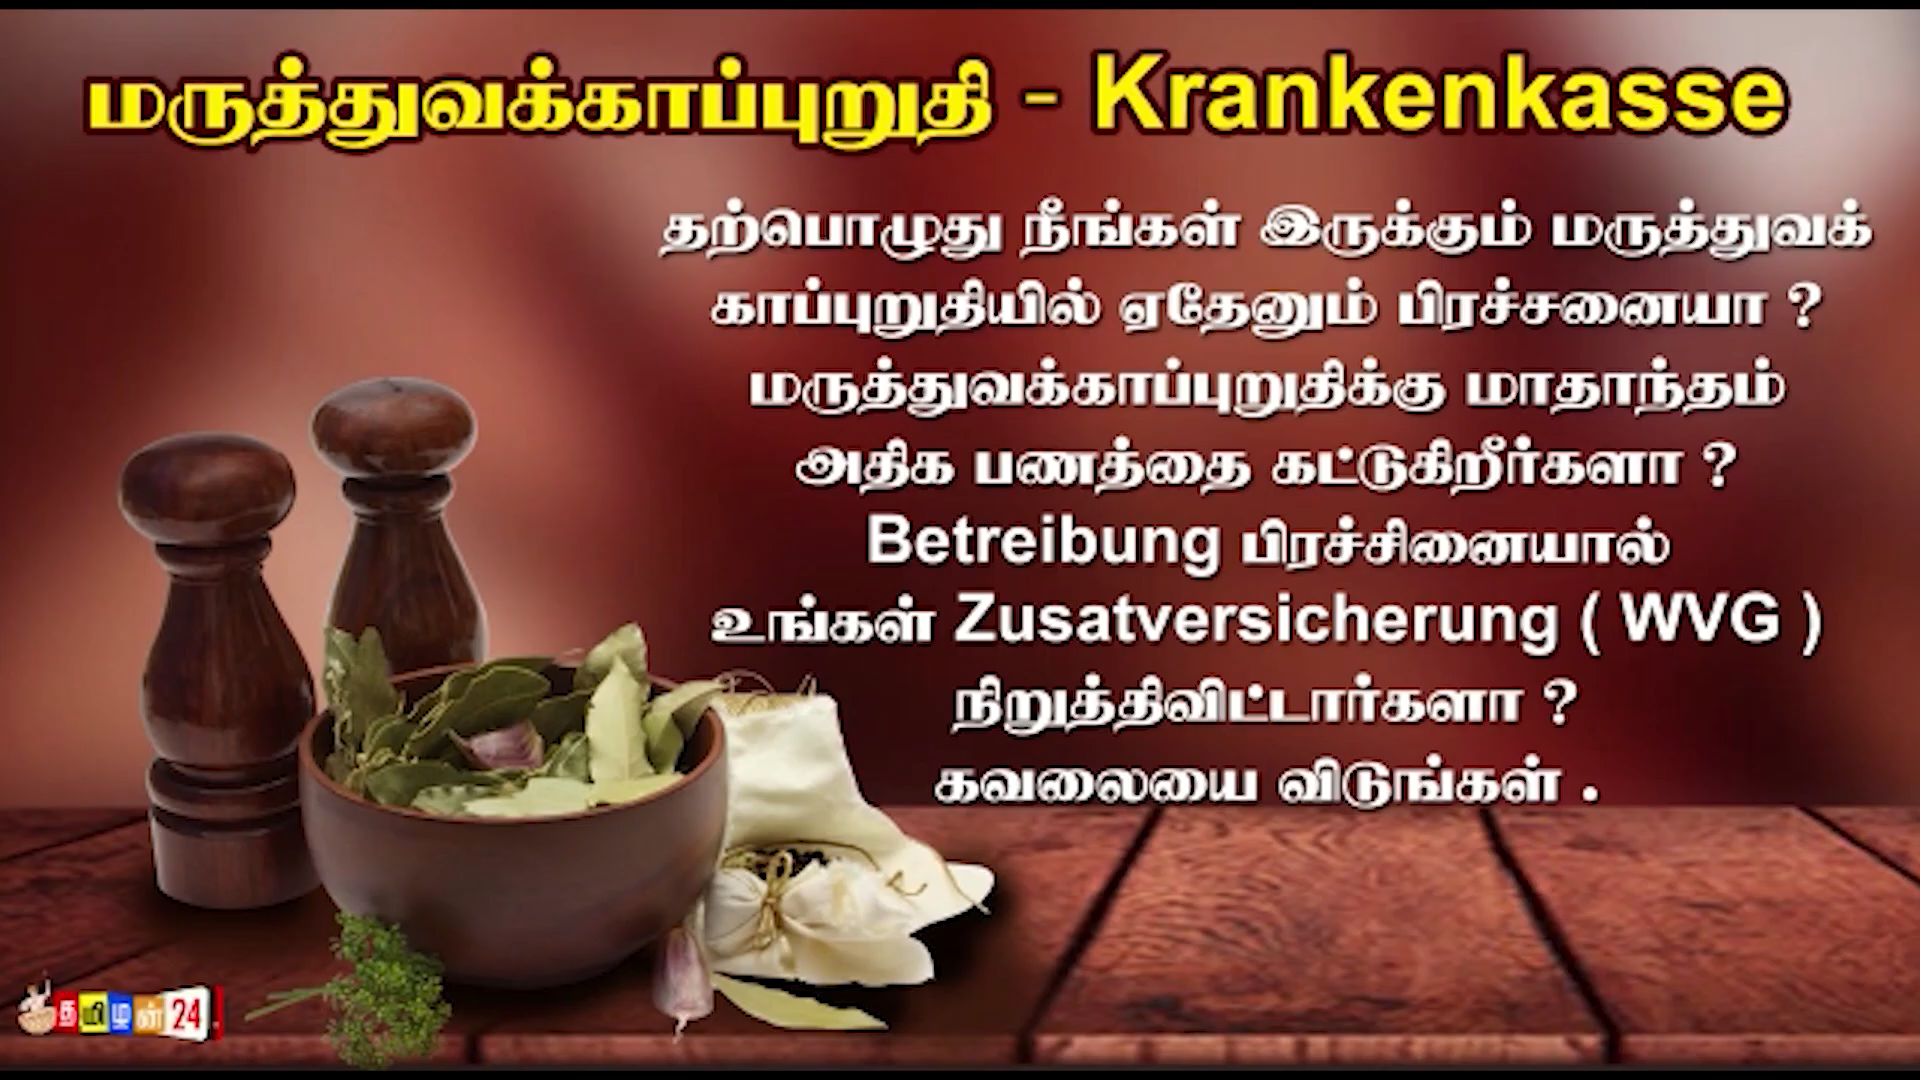 மருத்துவக்காப்புறுதி - Krankenkasse
தற்பொழுது நீங்கள் இருக்கும் மருத்துவக்
காப்புறுதியில் ஏதேனும் பிரச்சனையா ?
மருத்துவக்காப்புறுதிக்கு மாதாந்தம்
அதிக பணத்தை கட்டுகிறீர்களா ?
Betreibung பிரச்சினையால்
உங்கள் Zusatversicherung ( WVG )
நிறுத்திவிட்டார்களா ?
கவலையை விடுங்கள் .
தமிழன் 24